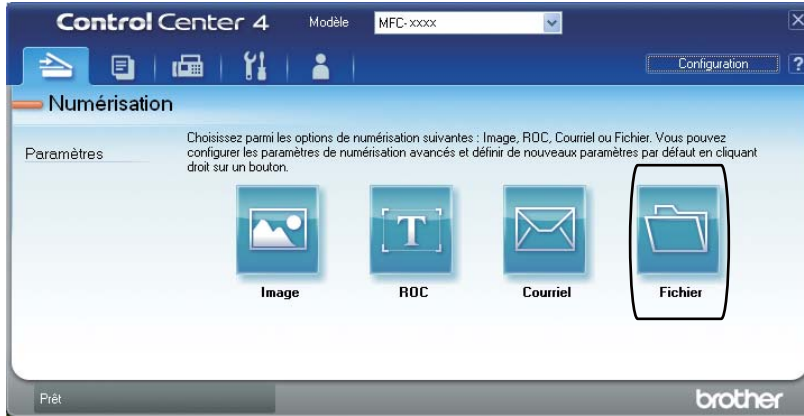 Control Center 4 Modèle MFC-xxxx
Configuration ?
Numérisation
Paramètres
Choisissez parmi les options de numérisation suivantes : Image, ROC, Courriel ou Fichier. Vous pouvez
configurer les paramètres de numérisation avancés et définir de nouveaux paramètres par défaut en cliquant
droit sur un bouton.
T
Image ROC Courriel Fichier
Prêt brother